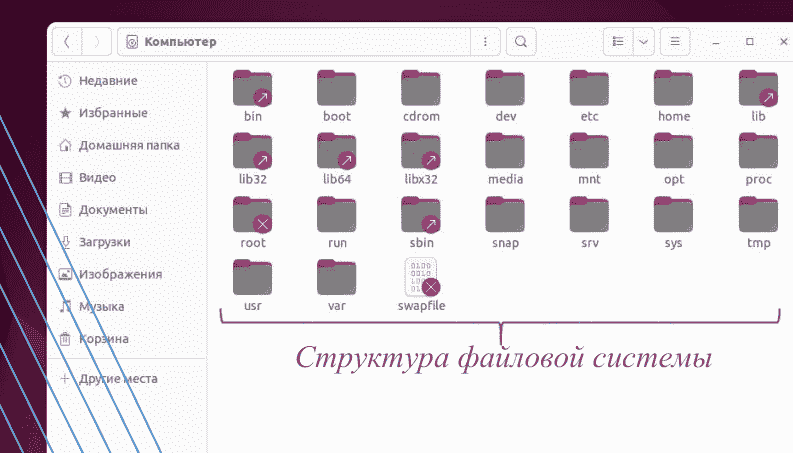 Компьютер
Недавние
Избранные
Домашняя папка
Видео
Документы
Загрузки
Изображения
Музыка
Корзина
Другие места
bin boot cdrom dev etc home lib
lib32 lib64 libx32 media mnt opt proc
root run sbin snap srv sys tmp
0100
0010
usr var swapfile
Структура файловой системы